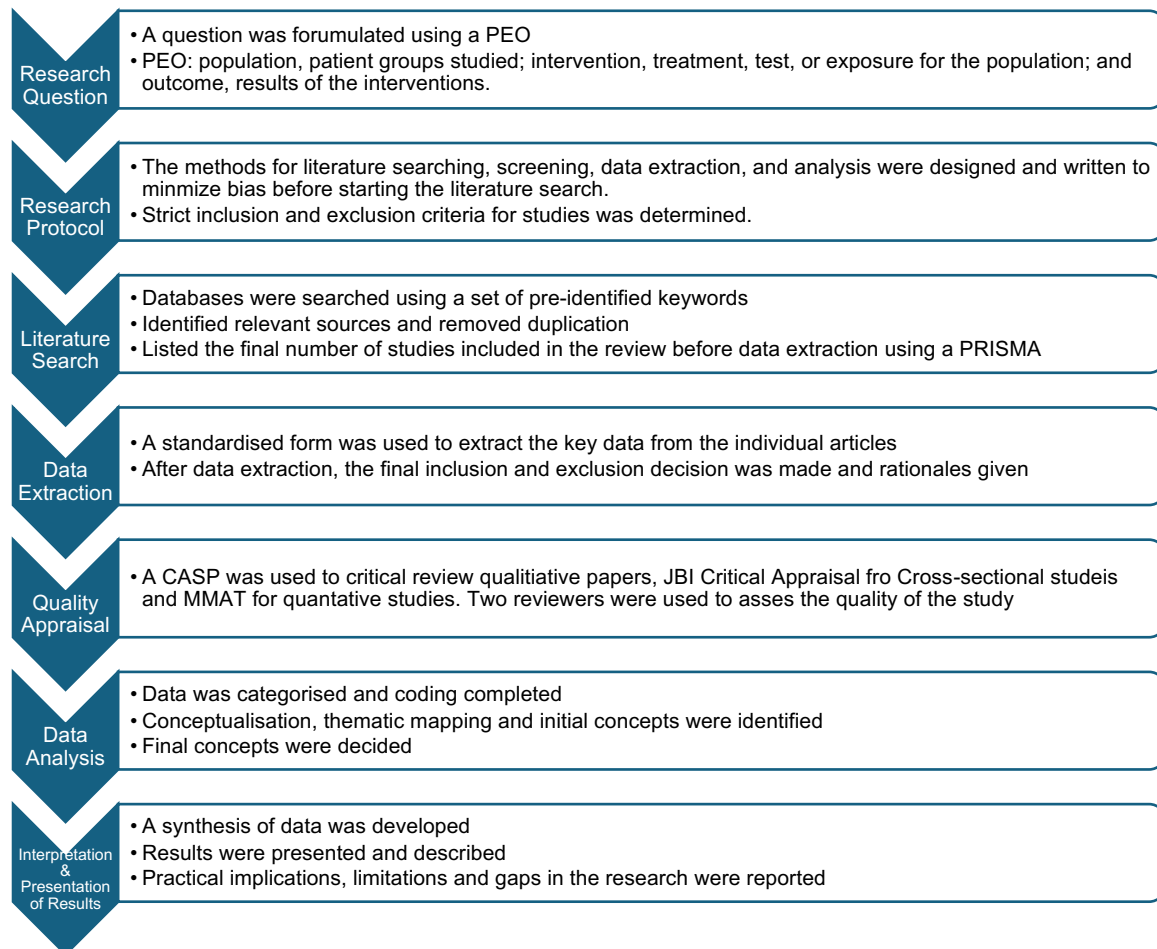 Research
Question
• A question was forumulated using a PEO
• PEO: population, patient groups studied; intervention, treatment, test, or exposure for the population; and
outcome, results of the interventions.
Research
Protocol
• The methods for literature searching, screening, data extraction, and analysis were designed and written to
minmize bias before starting the literature search.
• Strict inclusion and exclusion criteria for studies was determined.
Literature
Search
• Databases were searched using a set of pre-identified keywords
• Identified relevant sources and removed duplication
• Listed the final number of studies included in the review before data extraction using a PRISMA
Data
Extraction
• A standardised form was used to extract the key data from the individual articles
• After data extraction, the final inclusion and exclusion decision was made and rationales given
Quality
Appraisal
• A CASP was used to critical review qualitiative papers, JBI Critical Appraisal fro Cross-sectional studeis
and MMAT for quantative studies. Two reviewers were used to asses the quality of the study
Data
Analysis
• Data was categorised and coding completed
• Conceptualisation, thematic mapping and initial concepts were identified
• Final concepts were decided
Interpretation
&
Presentation
of Results
• A synthesis of data was developed
• Results were presented and described
• Practical implications, limitations and gaps in the research were reported